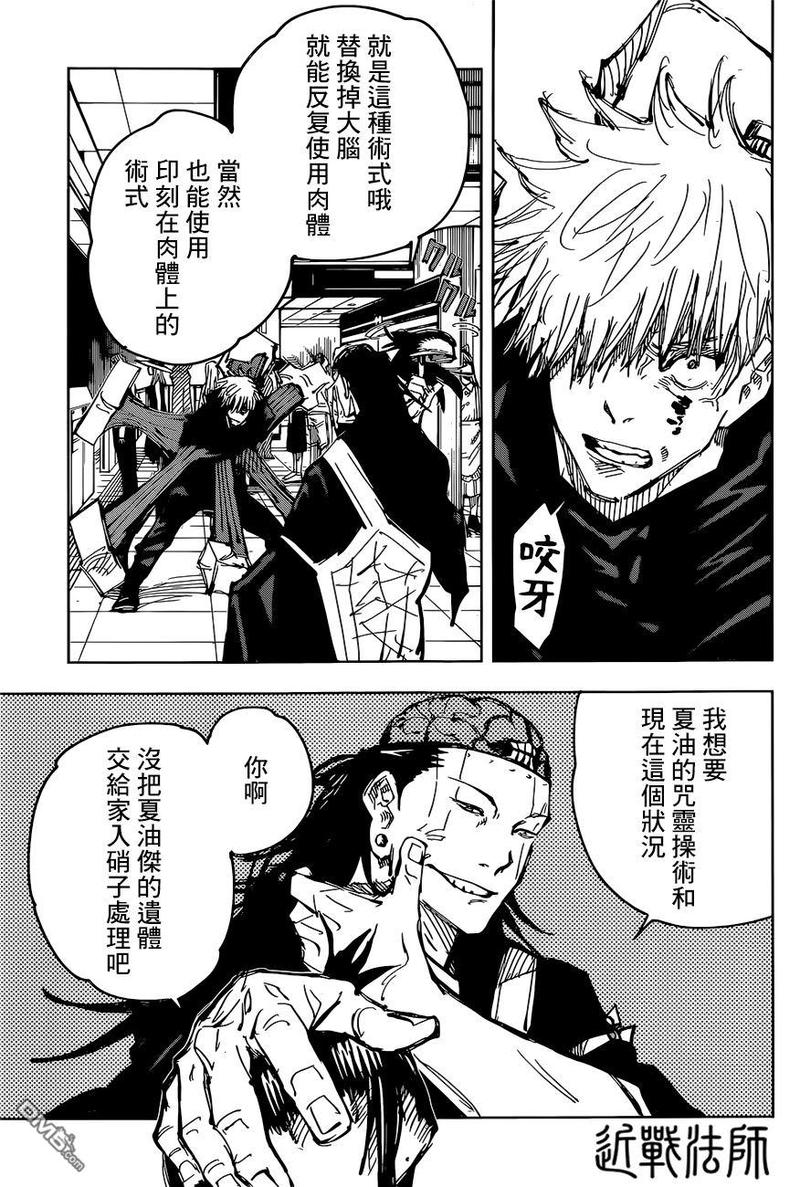 咬牙
就是這種術式哦
替換掉大腦
就能反复使用肉體
當然
也能使用
印刻在肉體上的
術式
我想要
夏油的咒靈操術和
現在這個狀況
你啊
沒把夏油傑的遺體
交給家入硝子處理吧
近戰法師